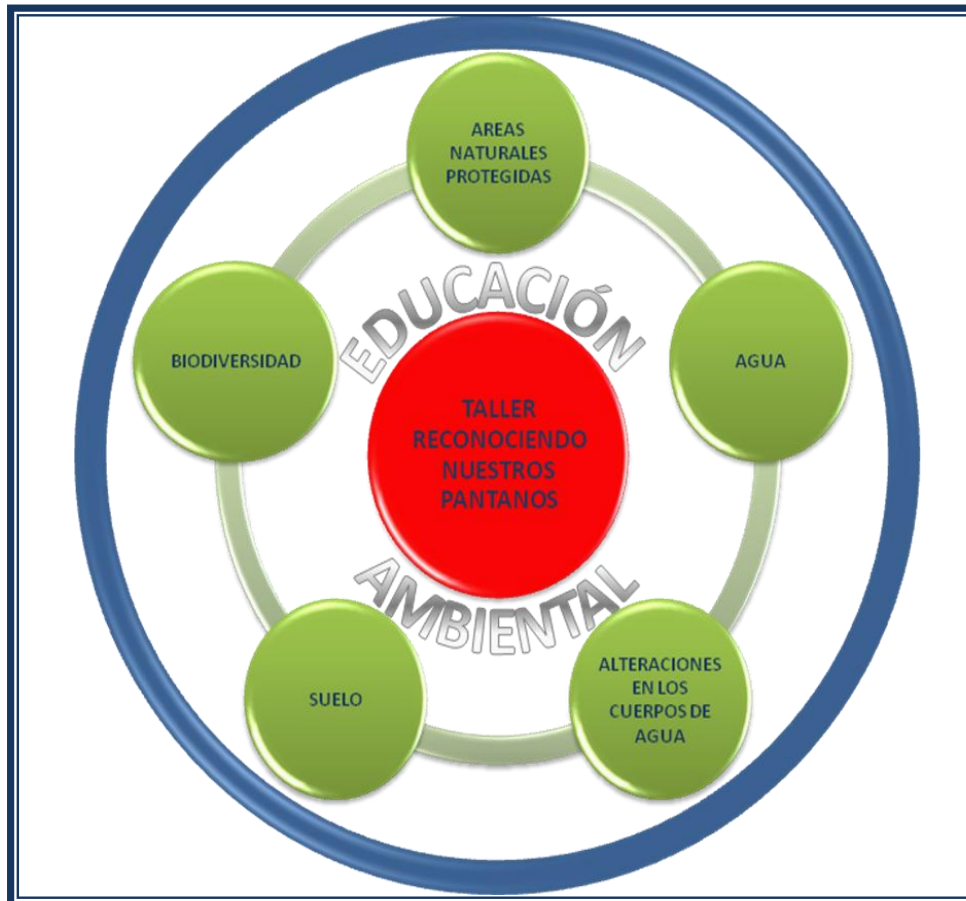 AREAS
NATURALES
PROTEGIDAS
EDUCACIÓN
BIODIVERSIDAD
AGUA
TALLER
RECONOCIENDO
NUESTROS
PANTANOS
AMBIENTAL
SUELO
ALTERACIONES
EN LOS
CUERPOS DE
AGUA